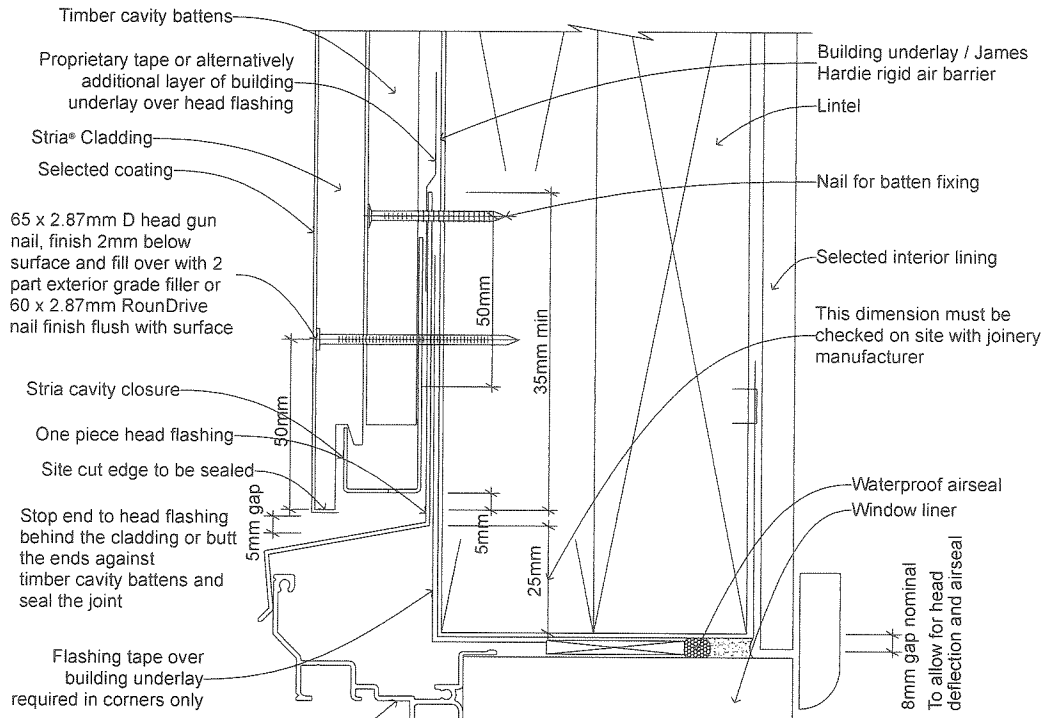 Timber cavity battens
Proprietary tape or alternatively
additional layer of building
underlay over head flashing
Stria® Cladding
Selected coating
65 x 2.87mm D head gun
nail, finish 2mm below
surface and fill over with 2
part exterior grade filler or
60 x 2.87mm RounDrive
nail finish flush with surface
Stria cavity closure
50mm
One piece head flashing
Site cut edge to be sealed
5mm gap
Stop end to head flashing
behind the cladding or butt
the ends against
timber cavity battens and
seal the joint
Flashing tape over
building underlay
required in corners only
50mm
35mm min
5mm
25mm
Building underlay / James
Hardie rigid air barrier
Lintel
Nail for batten fixing
Selected interior lining
This dimension must be
checked on site with joinery
manufacturer
Waterproof airseal
Window liner
8mm gap nominal
To allow for head
deflection and airseal